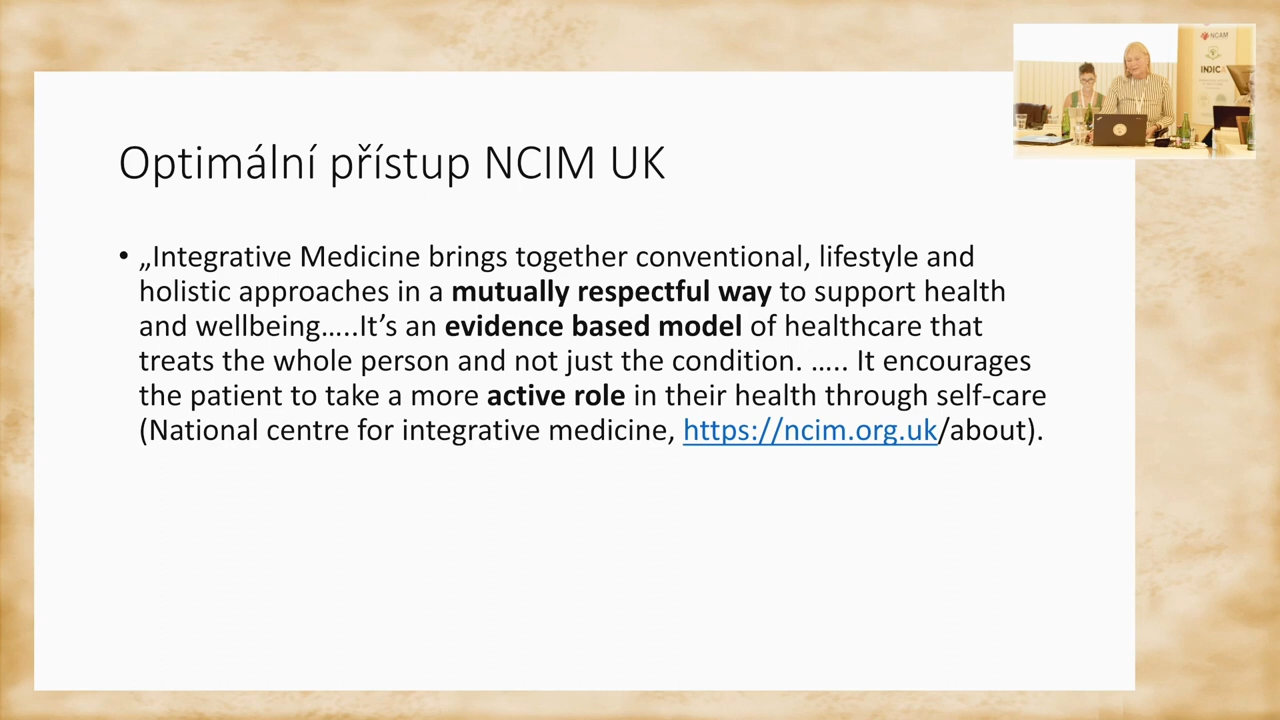 Optimální přístup NCIM UK
• „Integrative Medicine brings together conventional, lifestyle and
holistic approaches in a mutually respectful way to support health
and wellbeing…..It’s an evidence based model of healthcare that
treats the whole person and not just the condition. ….. It encourages
the patient to take a more active role in their health through self-care
(National centre for integrative medicine, https://ncim.org.uk/about).
NCAM